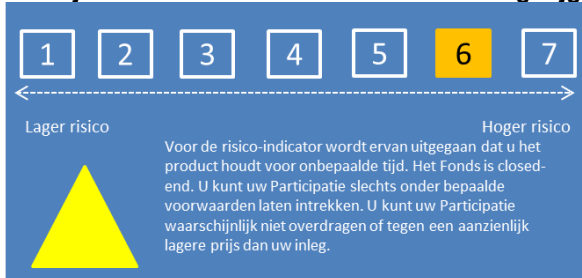 1 2 3 4 5 6 7
Lager risico Hoger risico
Voor de risico-indicator wordt ervan uitgegaan dat u het
product houdt voor onbepaalde tijd. Het Fonds is closed-
end. U kunt uw Participatie slechts onder bepaalde
voorwaarden laten intrekken. U kunt uw Participatie
waarschijnlijk niet overdragen of tegen een aanzienlijk
lagere prijs dan uw inleg.